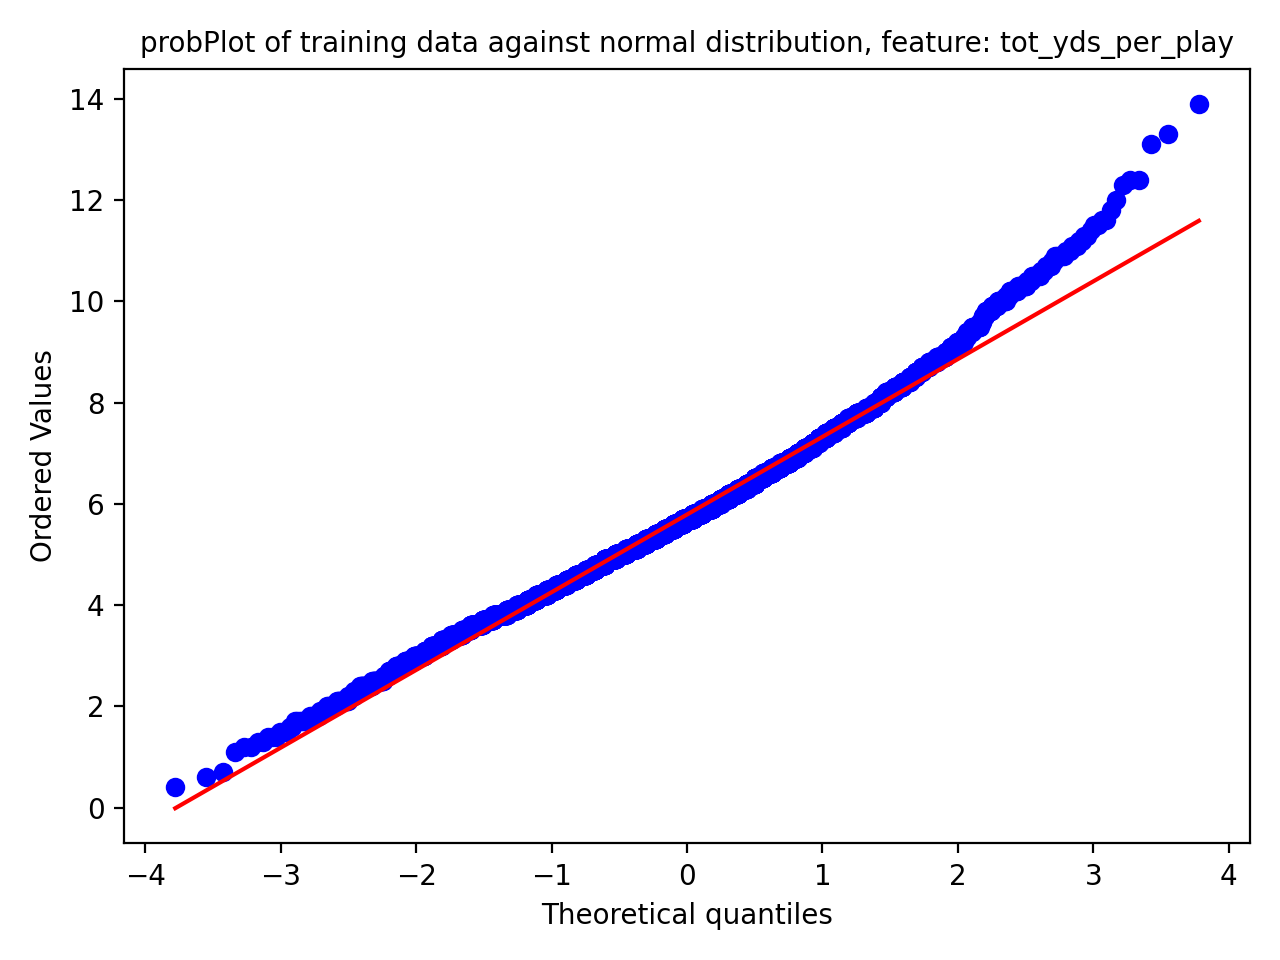 probPlot of training data against normal distribution, feature: tot_yds_per_play
14
12
10
8
6
4
2
0
Ordered Values
−4 −3 −2 −1 0 1 2 3 4
Theoretical quantiles